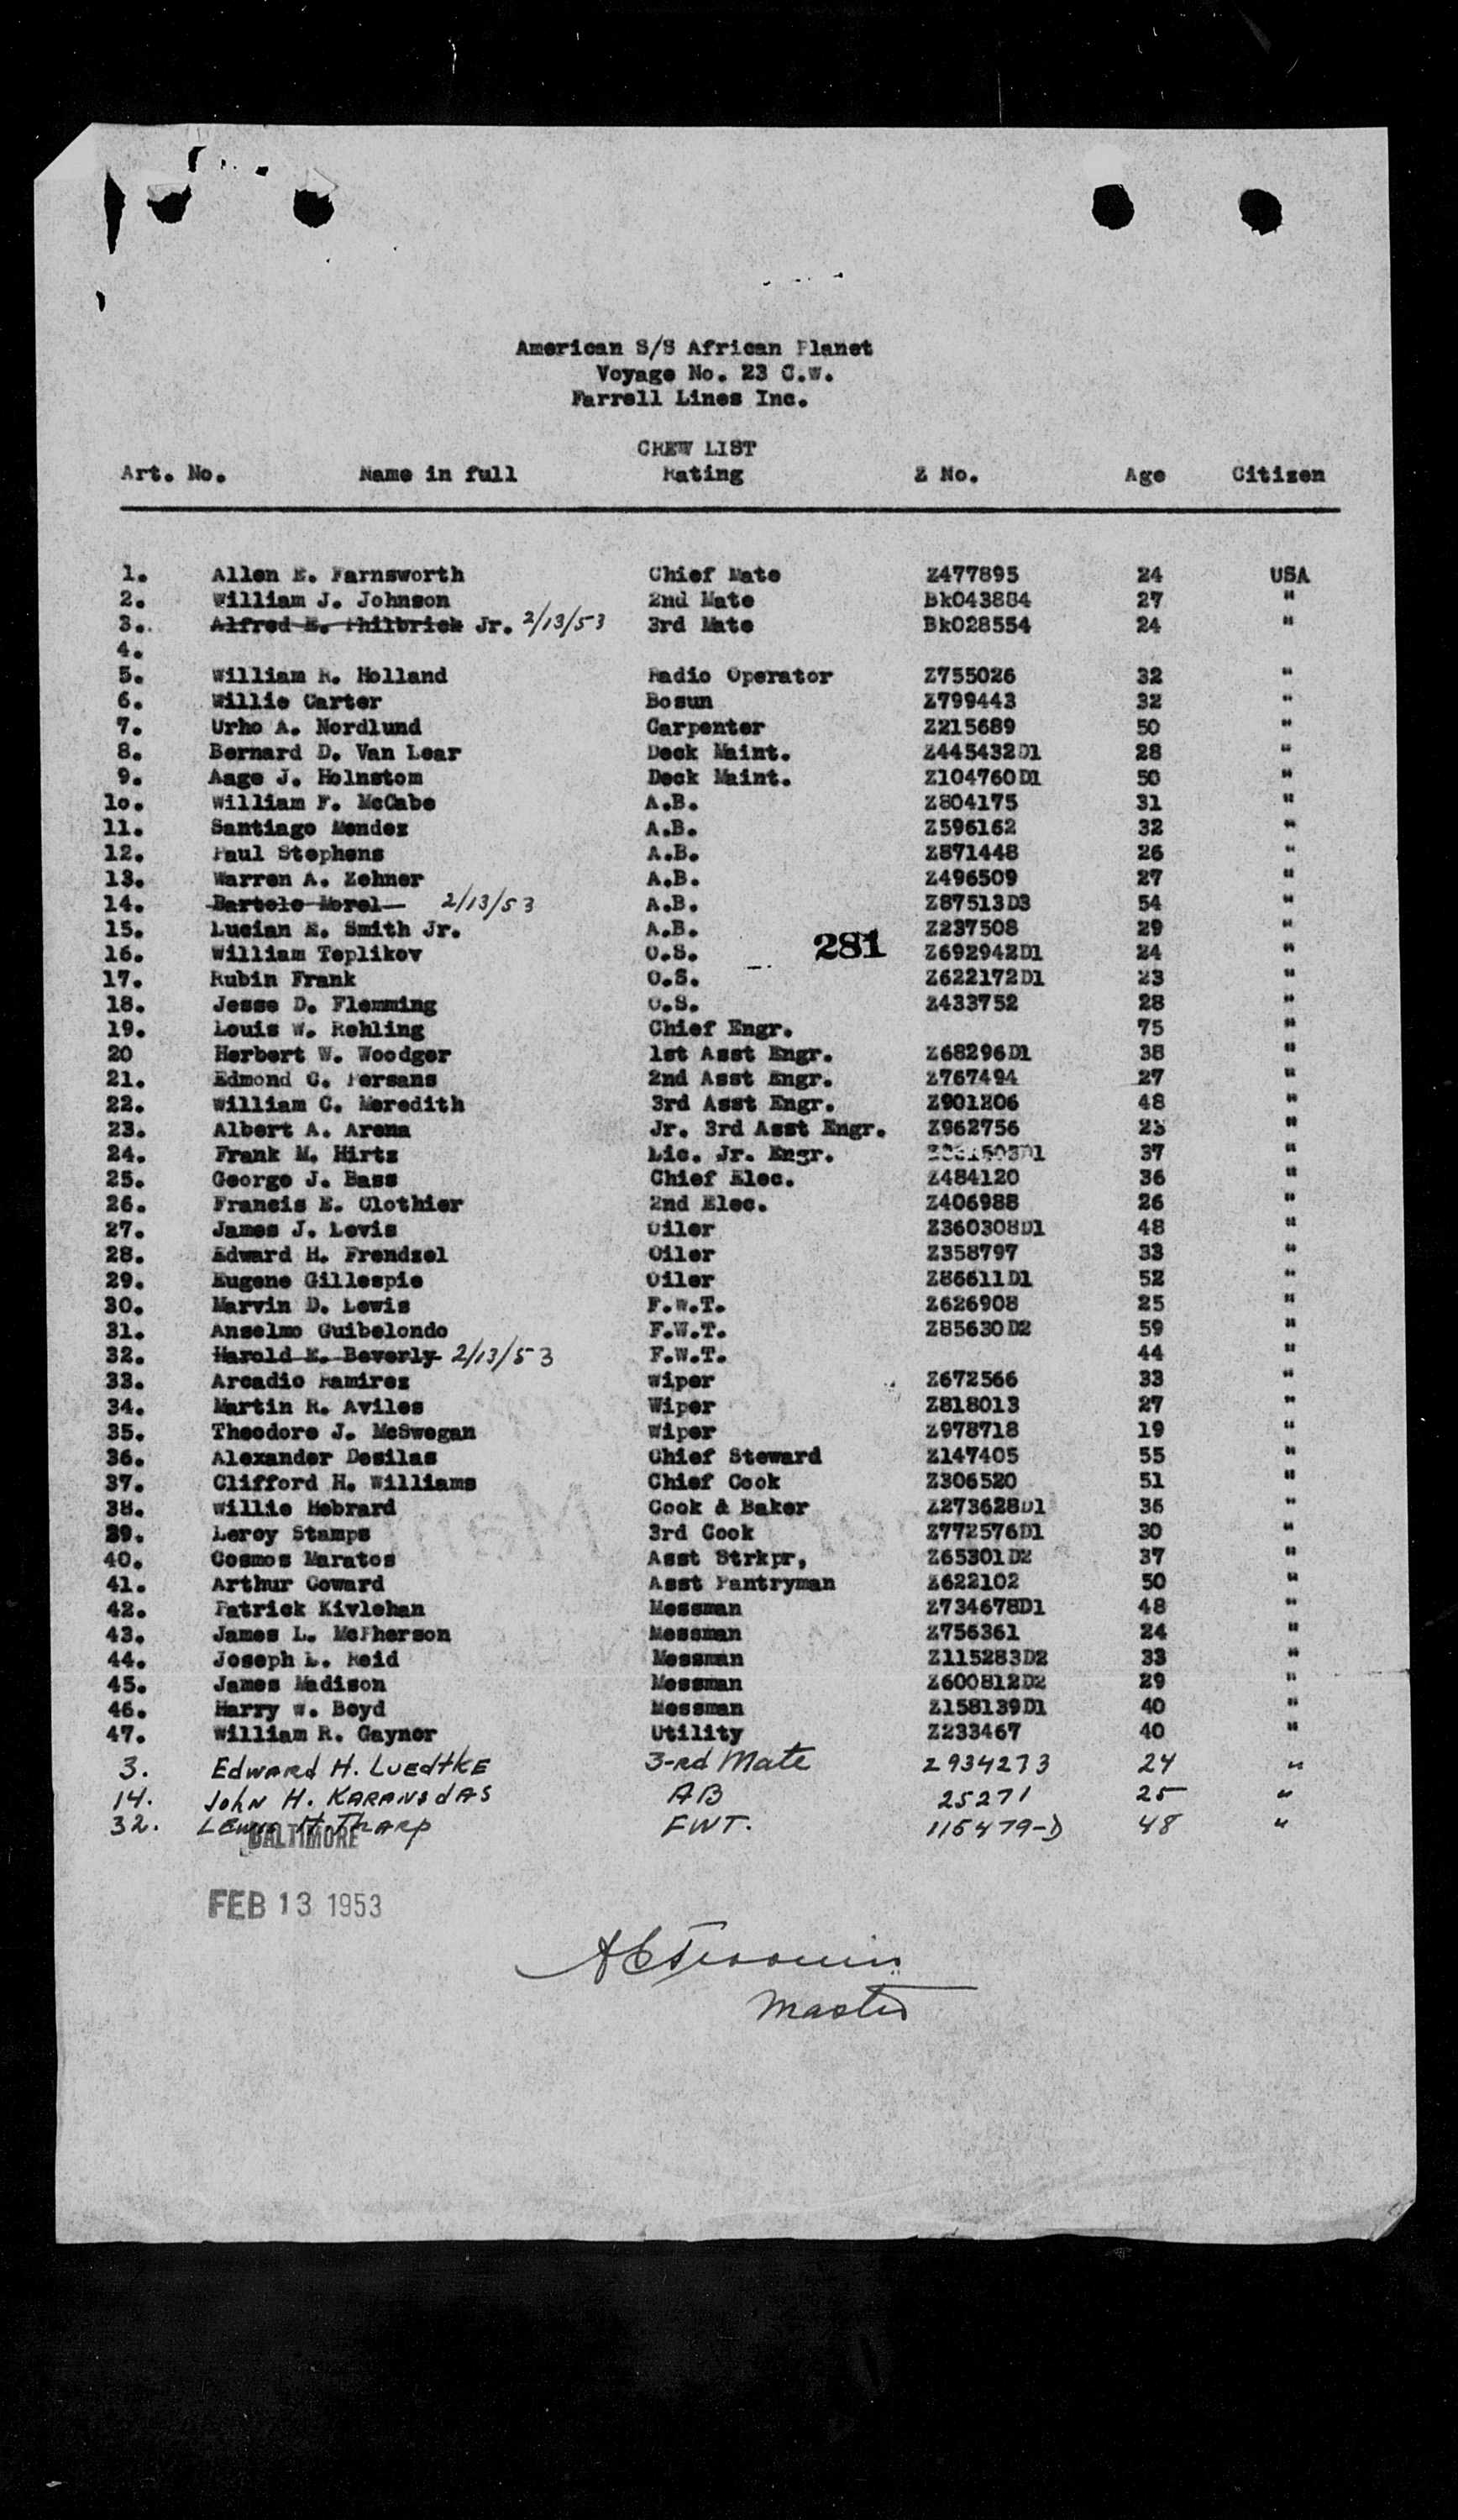 American S/S African Planet
Voyage No. 23 C.W.
Farrell Lines Inc.
CREW LIST
Art. No. Name in full Rating Z No. Age Citizen
1. Allen E. Farnsworth Chief Mate Z477895 24 USA
2. William J. Johnson 2nd Mate Bk043884 27 "
3. Alfred E. Philbrick Jr. 2/13/53 3rd Mate Bk028554 24 "
4.
5. William R. Holland Radio Operator Z755026 32 "
6. Willie Carter Bosun Z799443 32 "
7. Urho A. Nordlund Carpenter Z215689 50 "
8. Bernard D. Van Lear Deck Maint. Z445432D1 28 "
9. Aage J. Holnstom Deck Maint. Z104760D1 50 "
10. William F. McCabe A.B. Z804175 31 "
11. Santiago Mendez A.B. Z596162 32 "
12. Paul Stephens A.B. Z871448 26 "
13. Warren A. Zehner A.B. Z496509 27 "
14. Bartolo Morel 2/13/53 A.B. Z87513D3 54 "
15. Lucian E. Smith Jr. A.B. Z237508 29 "
281
16. William Teplikov O.S. Z692942D1 24 "
17. Rubin Frank O.S. Z622172D1 23 "
18. Jesse D. Flemming O.S. Z433752 28 "
19. Louis W. Rehling Chief Engr. 75 "
20 Herbert W. Woodger 1st Asst Engr. Z68296D1 38 "
21. Edmond C. Persans 2nd Asst Engr. Z767494 27 "
22. William C. Meredith 3rd Asst Engr. Z901206 48 "
23. Albert A. Arena Jr. 3rd Asst Engr. Z962756 "
24. Frank M. Hirtz Lic. Jr. Engr. 37 "
25. George J. Bass Chief Elec. Z484120 36 "
26. Francis E. Clothier 2nd Elec. Z406988 26 "
27. James J. Levis Oiler Z360308D1 48 "
28. Edward H. Frendzel Oiler Z358797 33 "
29. Eugene Gillespie Oiler Z86611D1 52 "
30. Marvin D. Lewis F.W.T. Z626908 25 "
31. Anselmo Guibelondo F.W.T. Z85630D2 59 "
32. Harold E. Beverly 2/13/53 F.W.T. 44 "
33. Arcadio Ramirez Wiper Z672566 33 "
34. Martin R. Aviles Wiper Z818013 27 "
35. Theodore J. McSwegan Wiper Z978718 19 "
36. Alexander Desilas Chief Steward Z147405 55 "
37. Clifford H. Williams Chief Cook Z306520 51 "
38. Willie Hebrard Cook & Baker Z273628D1 36 "
39. Leroy Stamps 3rd Cook Z772576D1 30 "
40. Cosmos Maratos Asst Strkpr, Z65301D2 37 "
41. Arthur Coward Asst Pantryman Z622102 50 "
42. Patrick Kivlehan Messman Z734678D1 48 "
43. James L. McPherson Messman Z756361 24 "
44. Joseph L. Reid Messman Z115283D2 33 "
45. James Madison Messman Z600812D2 29 "
46. Harry W. Boyd Messman Z158139D1 40 "
47. William R. Gaynor Utility Z233467 40 "
3. Edward H. Luedtke 3-rd Mate Z934273 24 "
14. John H. Karanodas AB 25271 25 "
32. Lewis H. Tharp FWT. 115479-D 48 "
BALTIMORE
FEB 13 1953
Master